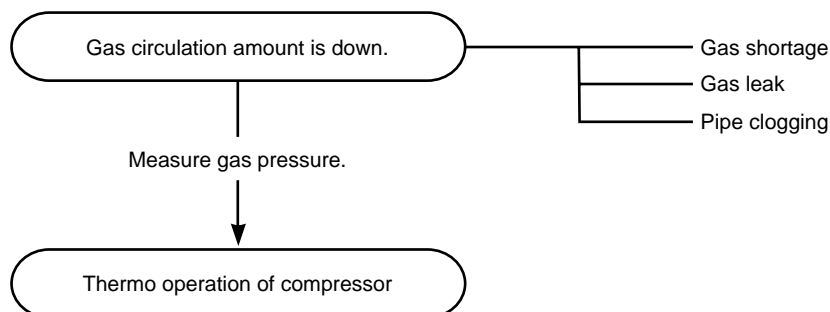 Gas circulation amount is down.
Gas shortage
Gas leak
Pipe clogging
Measure gas pressure.
Thermo operation of compressor